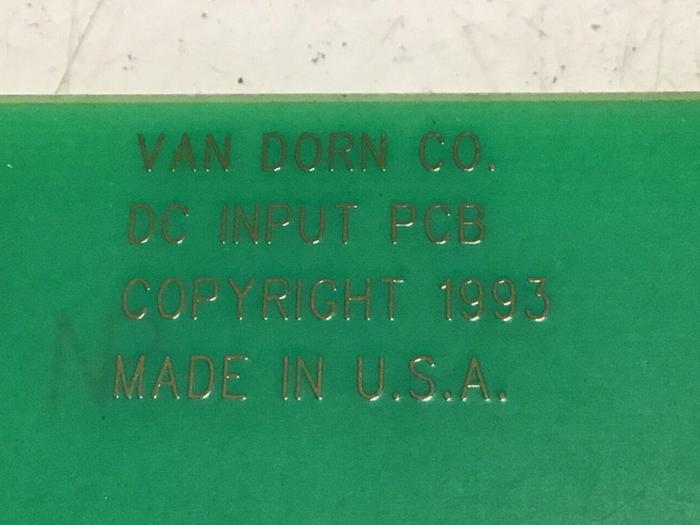 VAN DORN CO.
DC INPUT PCB
COPYRIGHT 1993
MADE IN U.S.A.